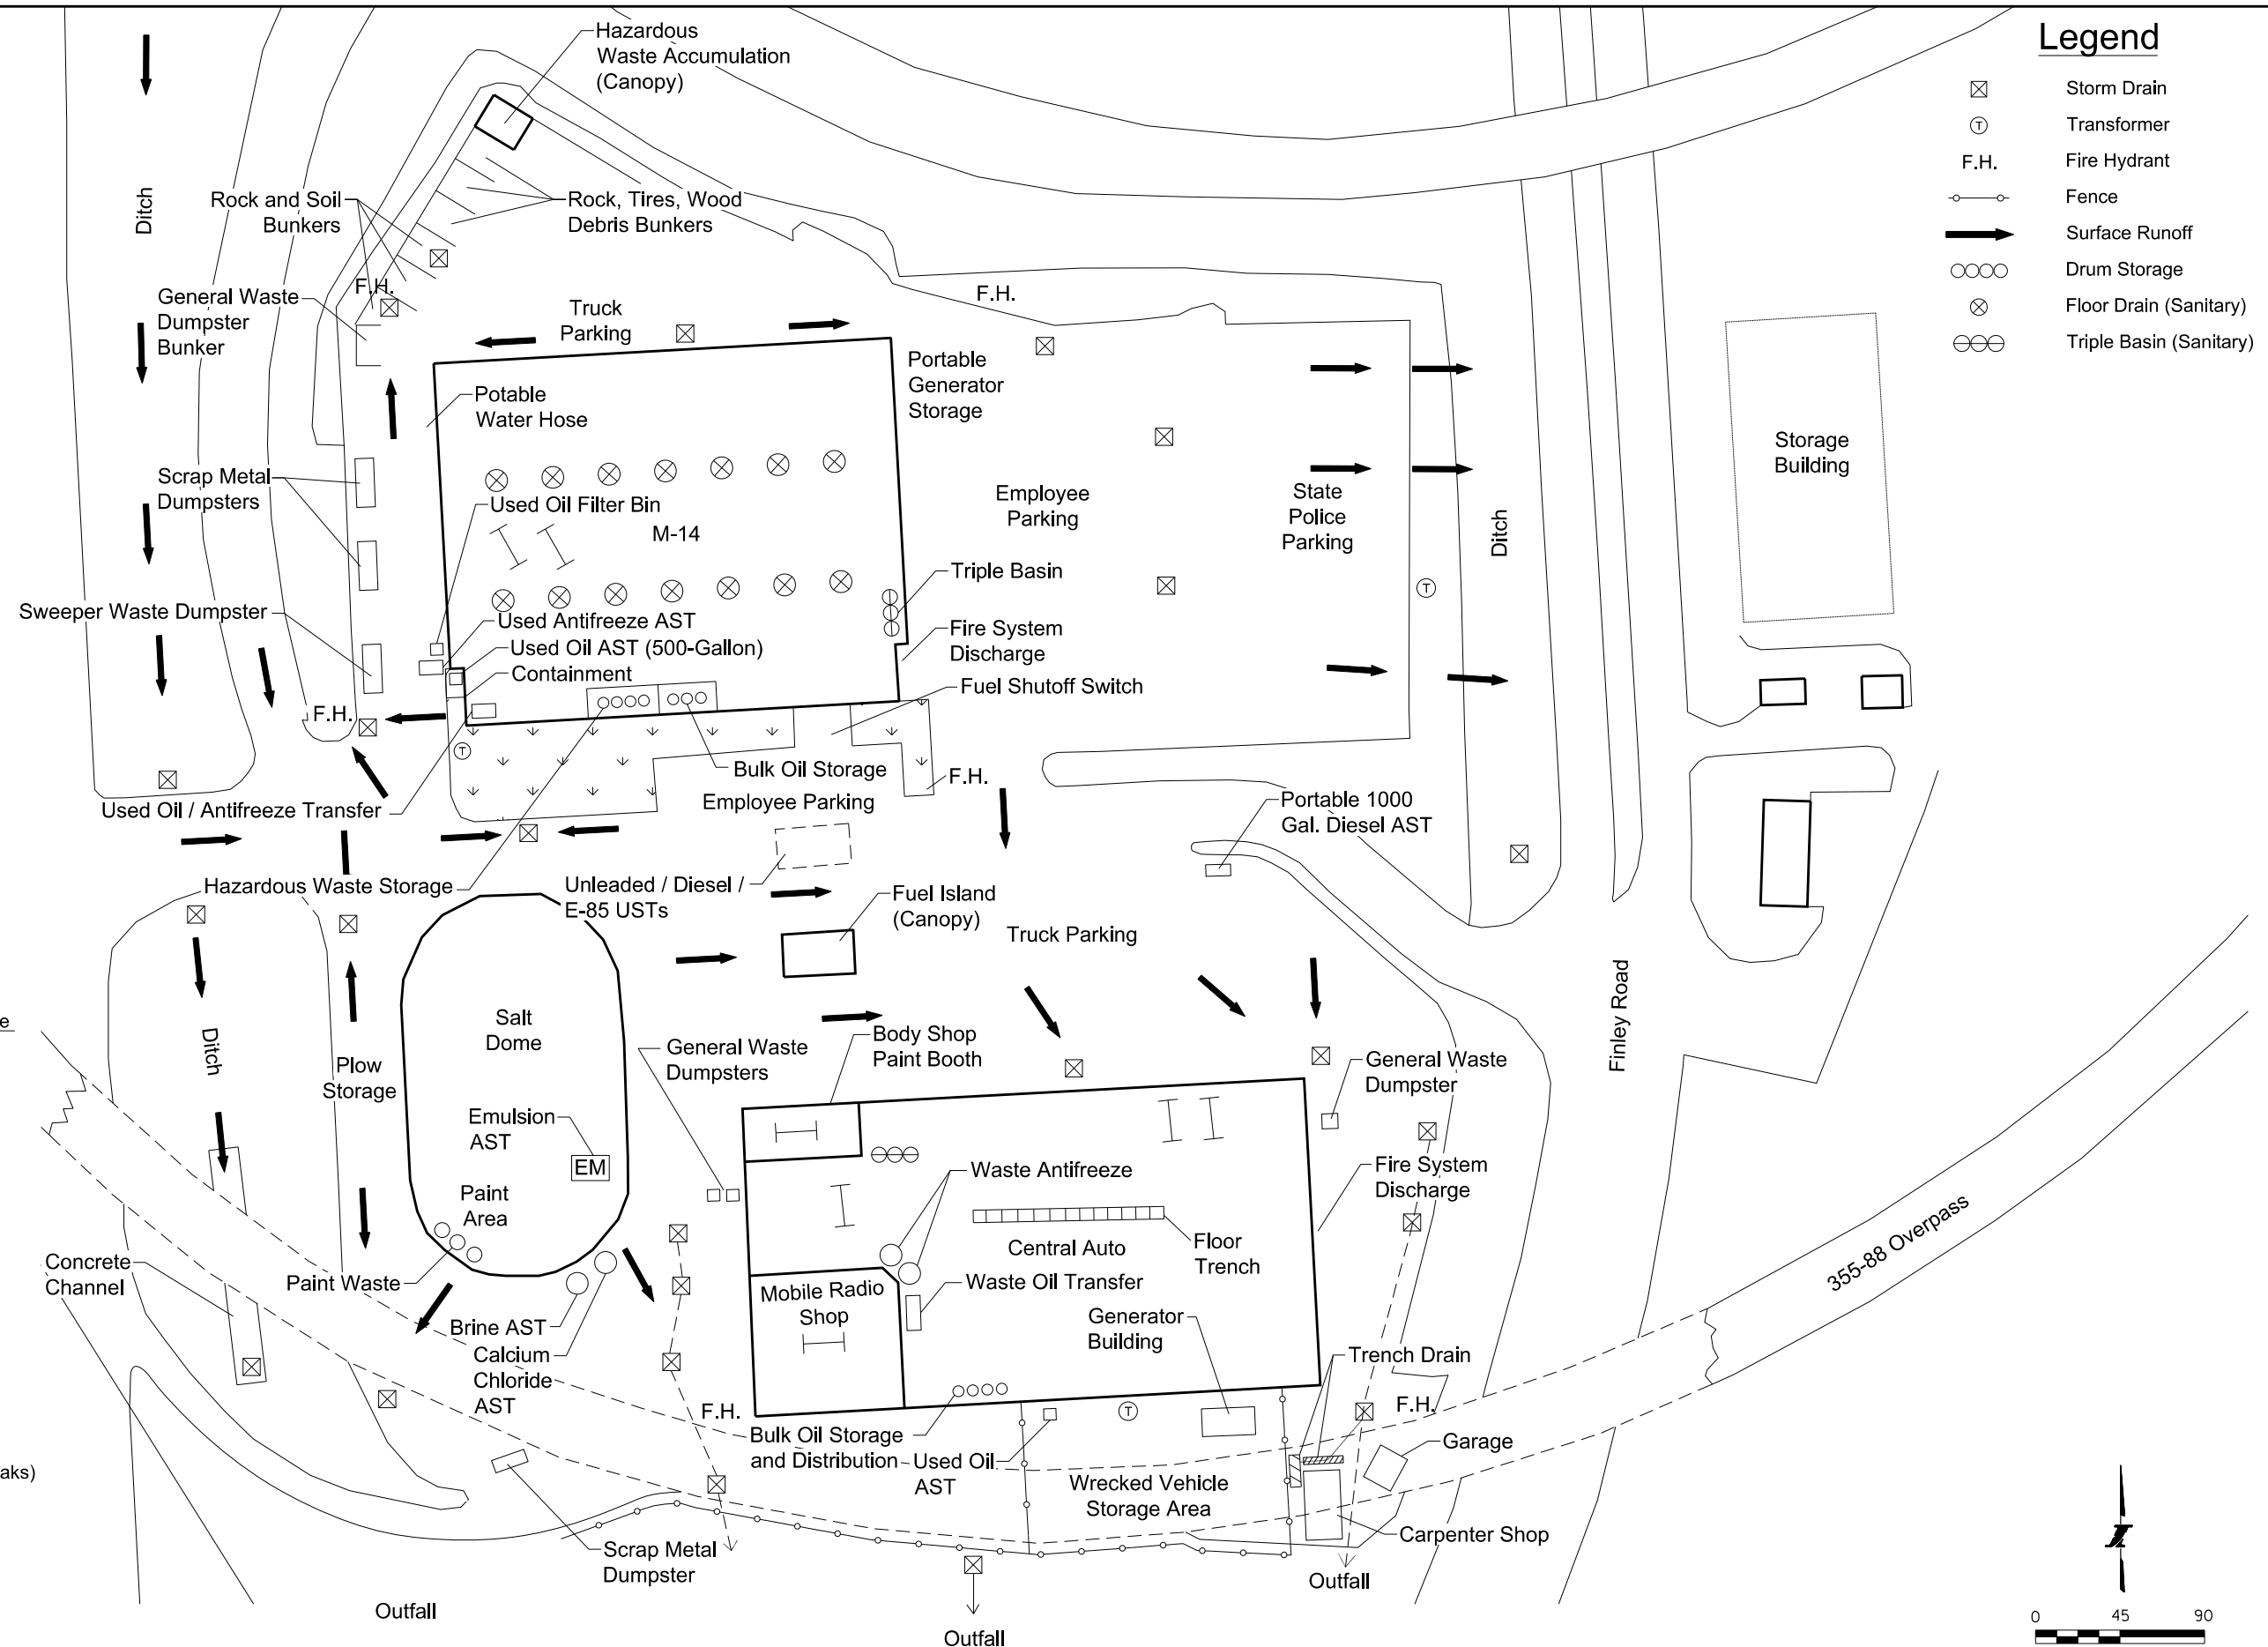 Legend
Storm Drain
T
Transformer
F.H.
Fire Hydrant
Fence
Surface Runoff
Drum Storage
Floor Drain (Sanitary)
Triple Basin (Sanitary)
Hazardous
Waste Accumulation
(Canopy)
Ditch
Rock and Soil
Bunkers
Rock, Tires, Wood
Debris Bunkers
F.H.
General Waste
Dumpster
Bunker
Truck
Parking
F.H.
Portable
Generator
Storage
Potable
Water Hose
Storage
Building
Scrap Metal
Dumpsters
Used Oil Filter Bin
M-14
Employee
Parking
State
Police
Parking
Ditch
Triple Basin
T
Sweeper Waste Dumpster
Used Antifreeze AST
Used Oil AST (500-Gallon)
Containment
Fire System
Discharge
Fuel Shutoff Switch
F.H.
T
Bulk Oil Storage
F.H.
Used Oil / Antifreeze Transfer
Employee Parking
Portable 1000
Gal. Diesel AST
Hazardous Waste Storage
Unleaded / Diesel /
E-85 USTs
Fuel Island
(Canopy)
Truck Parking
Finley Road
e
Ditch
Salt
Dome
Plow
Storage
General Waste
Dumpsters
Body Shop
Paint Booth
General Waste
Dumpster
Emulsion
AST
EM
Paint
Area
Waste Antifreeze
Fire System
Discharge
Floor
Trench
Central Auto
355-88 Overpass
Concrete
Channel
Paint Waste
Waste Oil Transfer
Mobile Radio
Shop
Generator
Building
Brine AST
Calcium
Chloride
AST
Trench Drain
F.H.
T
F.H.
Bulk Oil Storage
and Distribution
Used Oil
AST
Garage
aks)
Wrecked Vehicle
Storage Area
Carpenter Shop
Scrap Metal
Dumpster
Outfall
Outfall
Outfall
0 45 90